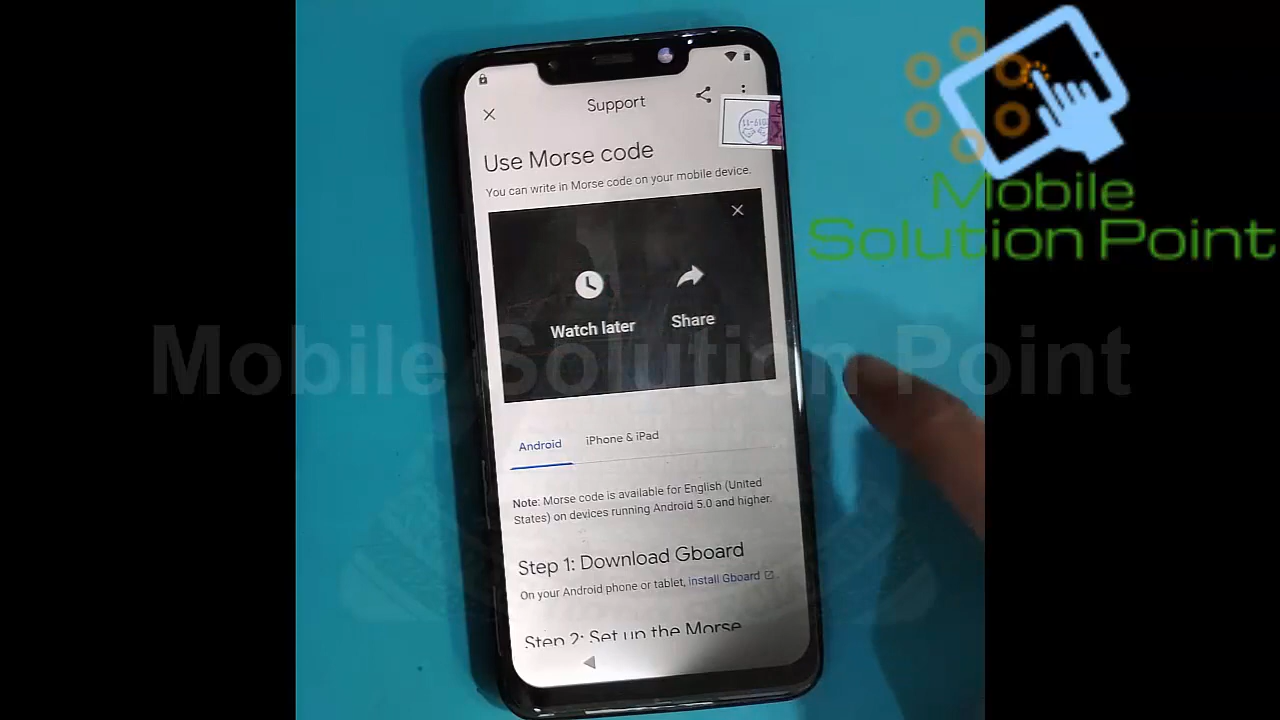 Support
Use Morse code
You can write in Morse code on your mobile device.
Watch later
Share
Android
iPhone & iPad
Note: Morse code is available for English (United
States) on devices running Android 5.0 and higher.
Step 1: Download Gboard
On your Android phone or tablet, install Gboard .
Step 2: Set up the Morse
Mobile
Solution Point
Mobile Solution Point